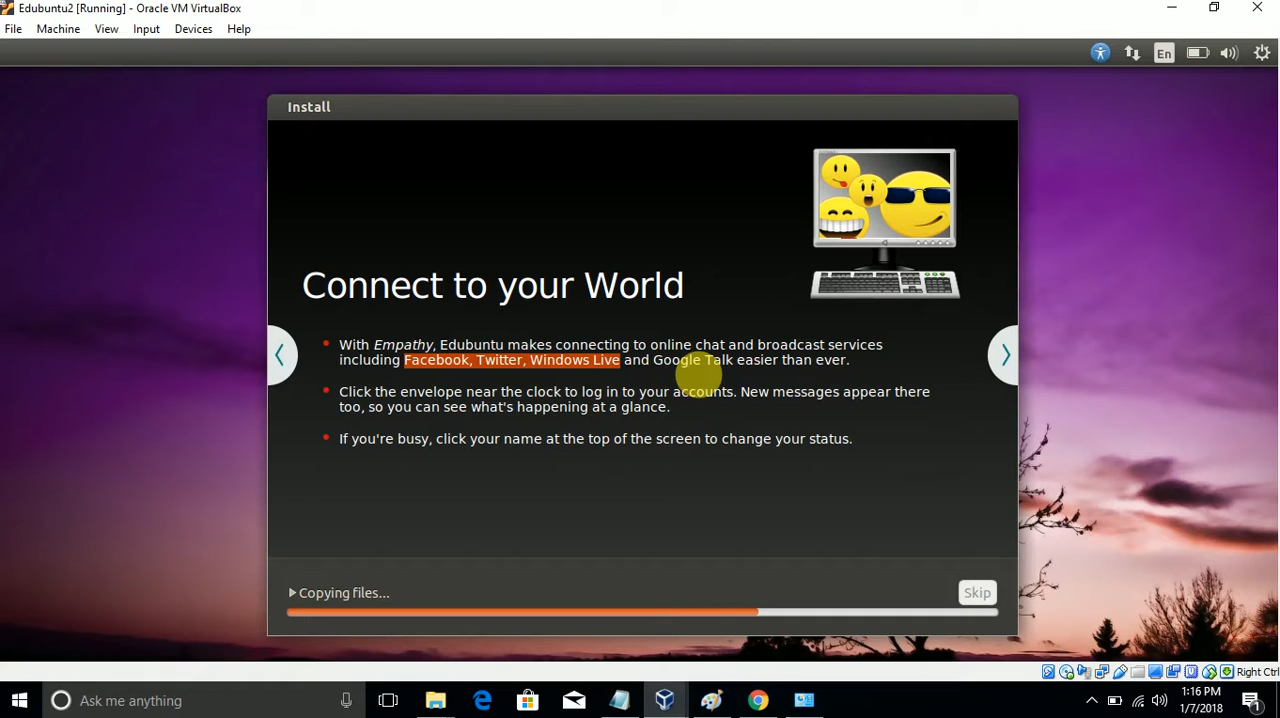 Edubuntu2 [Running] - Oracle VM VirtualBox
File Machine View Input Devices Help
En
Install
Connect to your World
With Empathy, Edubuntu makes connecting to online chat and broadcast services
including Facebook, Twitter, Windows Live and Google Talk easier than ever.
Click the envelope near the clock to log in to your accounts. New messages appear there
too, so you can see what's happening at a glance.
If you're busy, click your name at the top of the screen to change your status.
Copying files...
Skip
Right Ctrl
Ask me anything
1:16 PM
1/7/2018
1